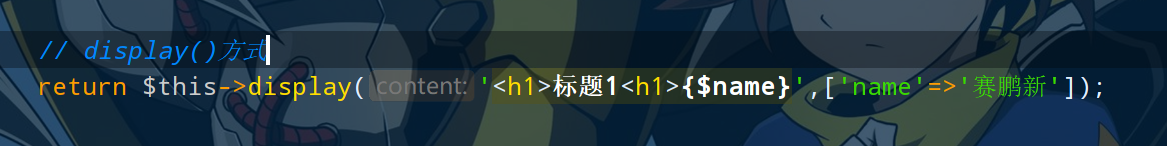 // display()方式
return $this->display( content: '<h1>标题1<h1>{$name}',['name'=>'赛鹏新']);